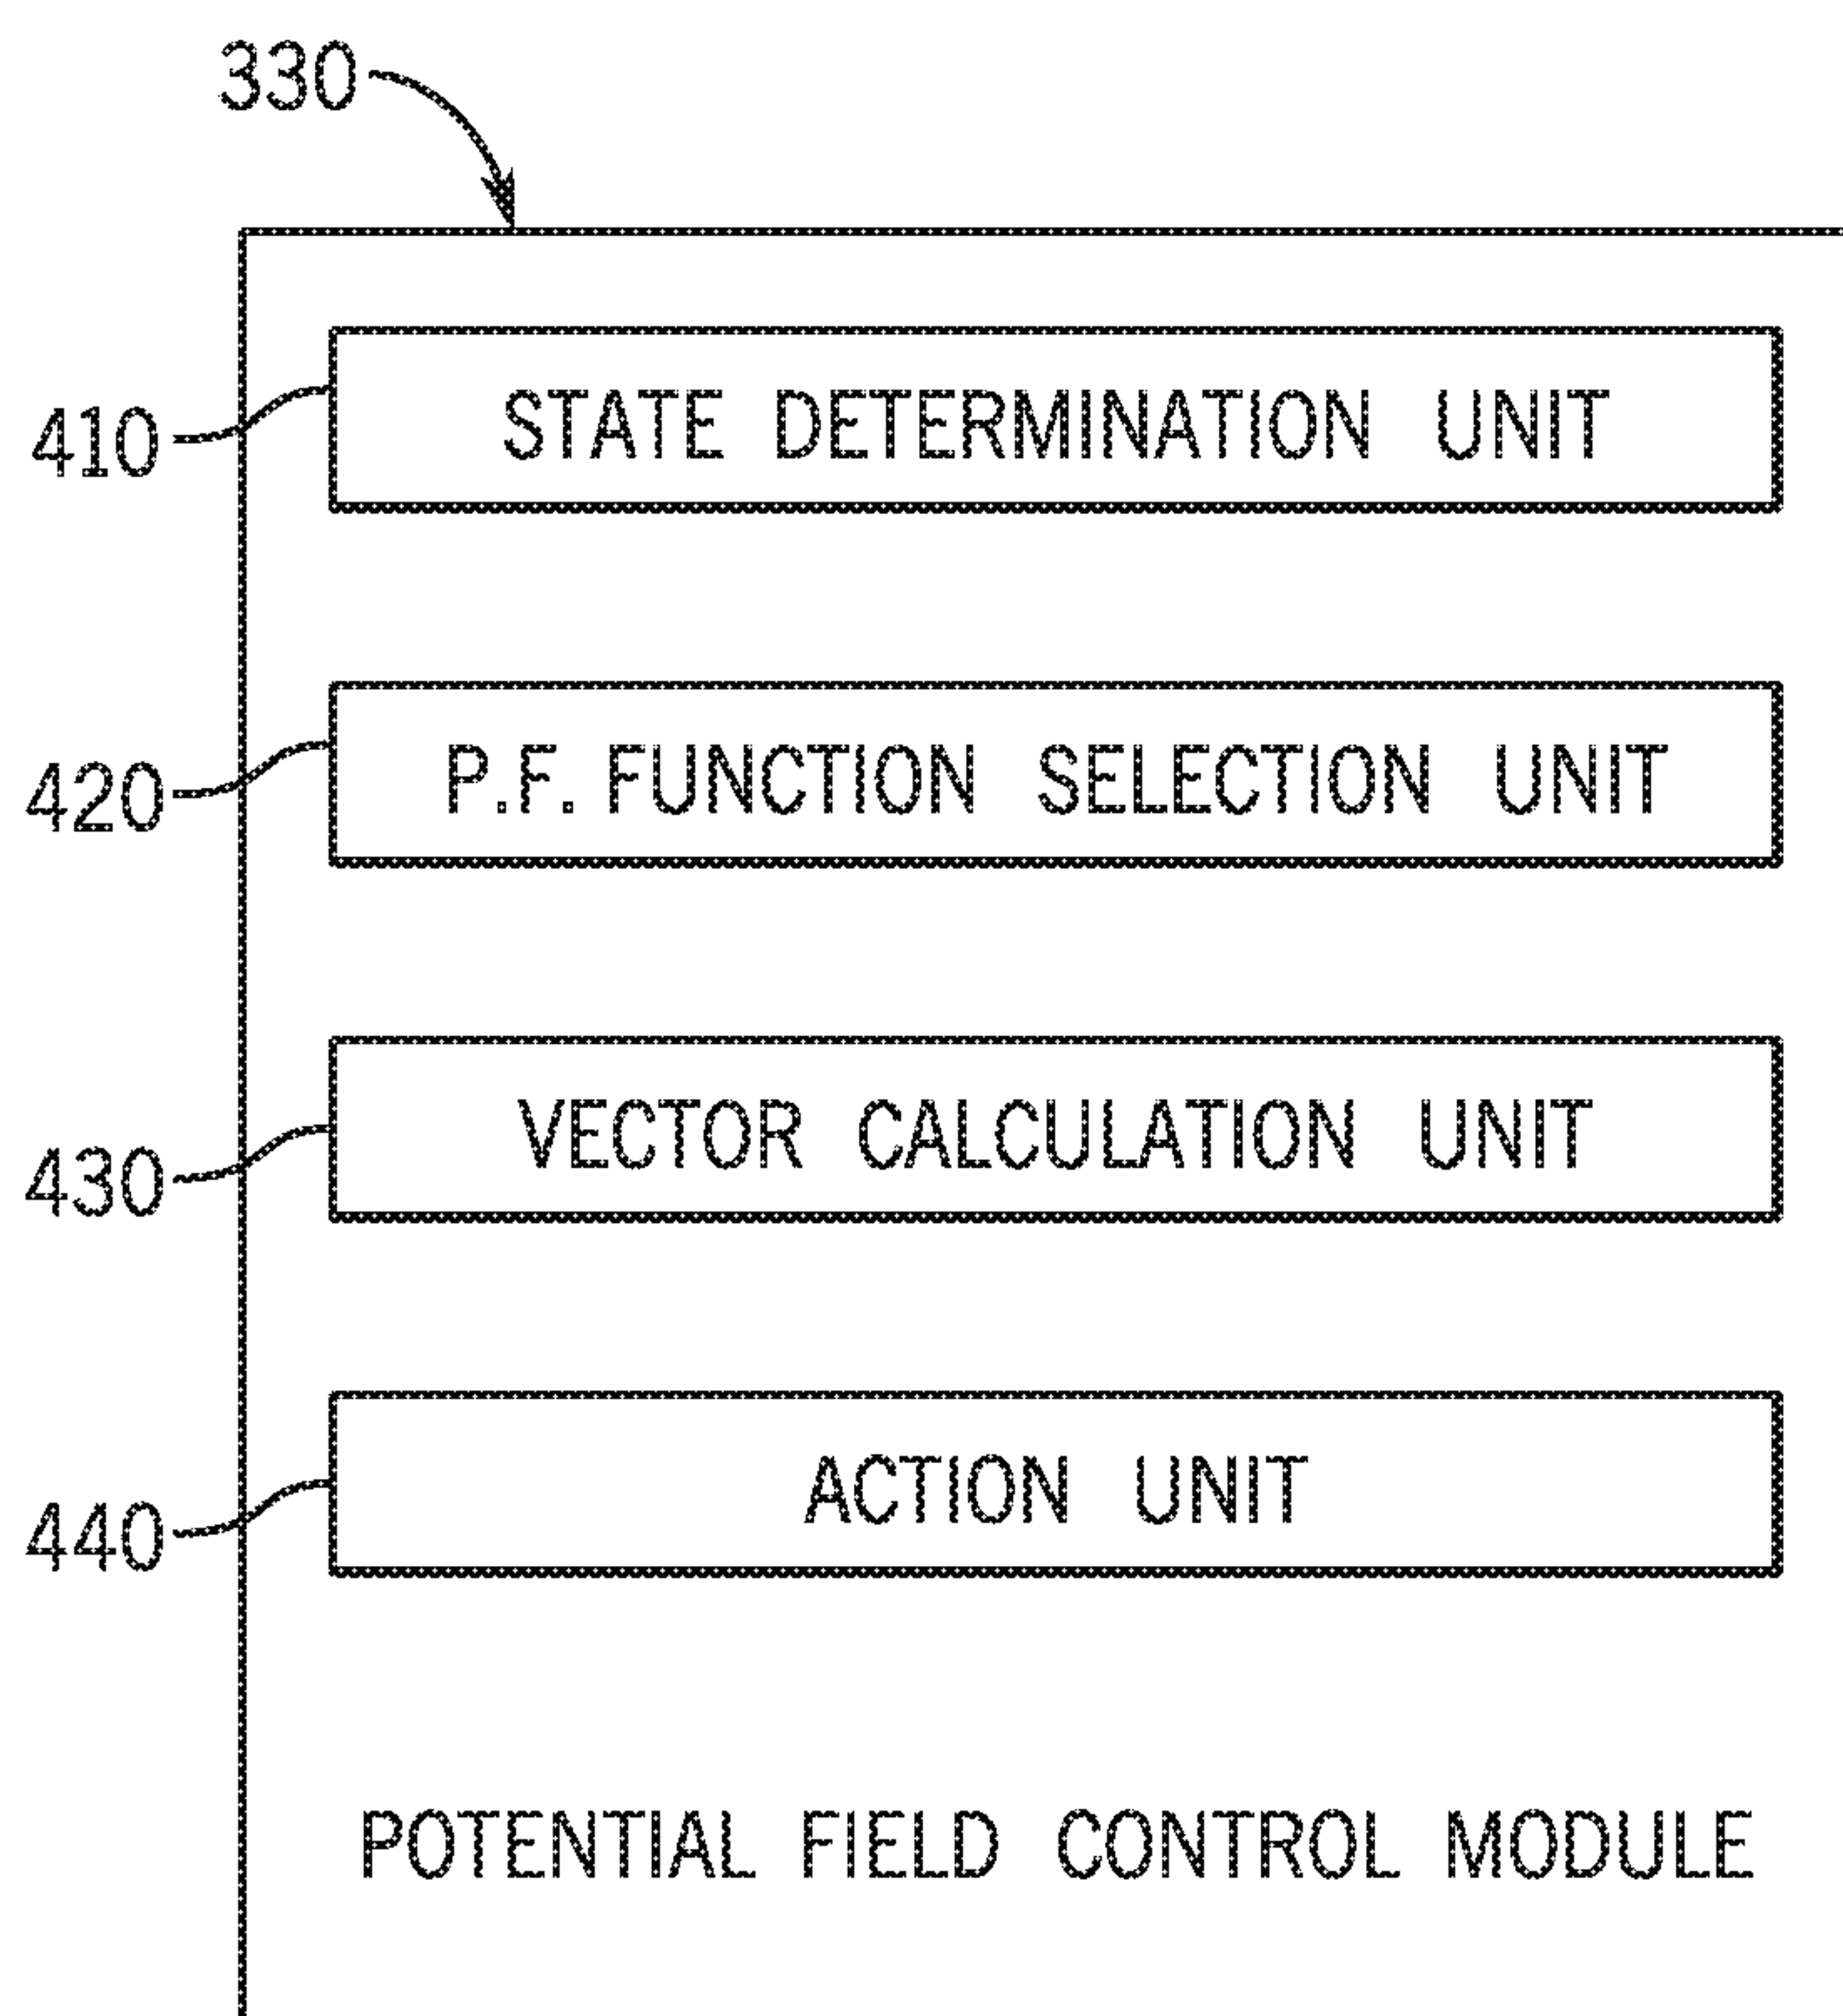 330
410
STATE DETERMINATION UNIT
420
P.F. FUNCTION SELECTION UNIT
430
VECTOR CALCULATION UNIT
440
ACTION UNIT
POTENTIAL FIELD CONTROL MODULE